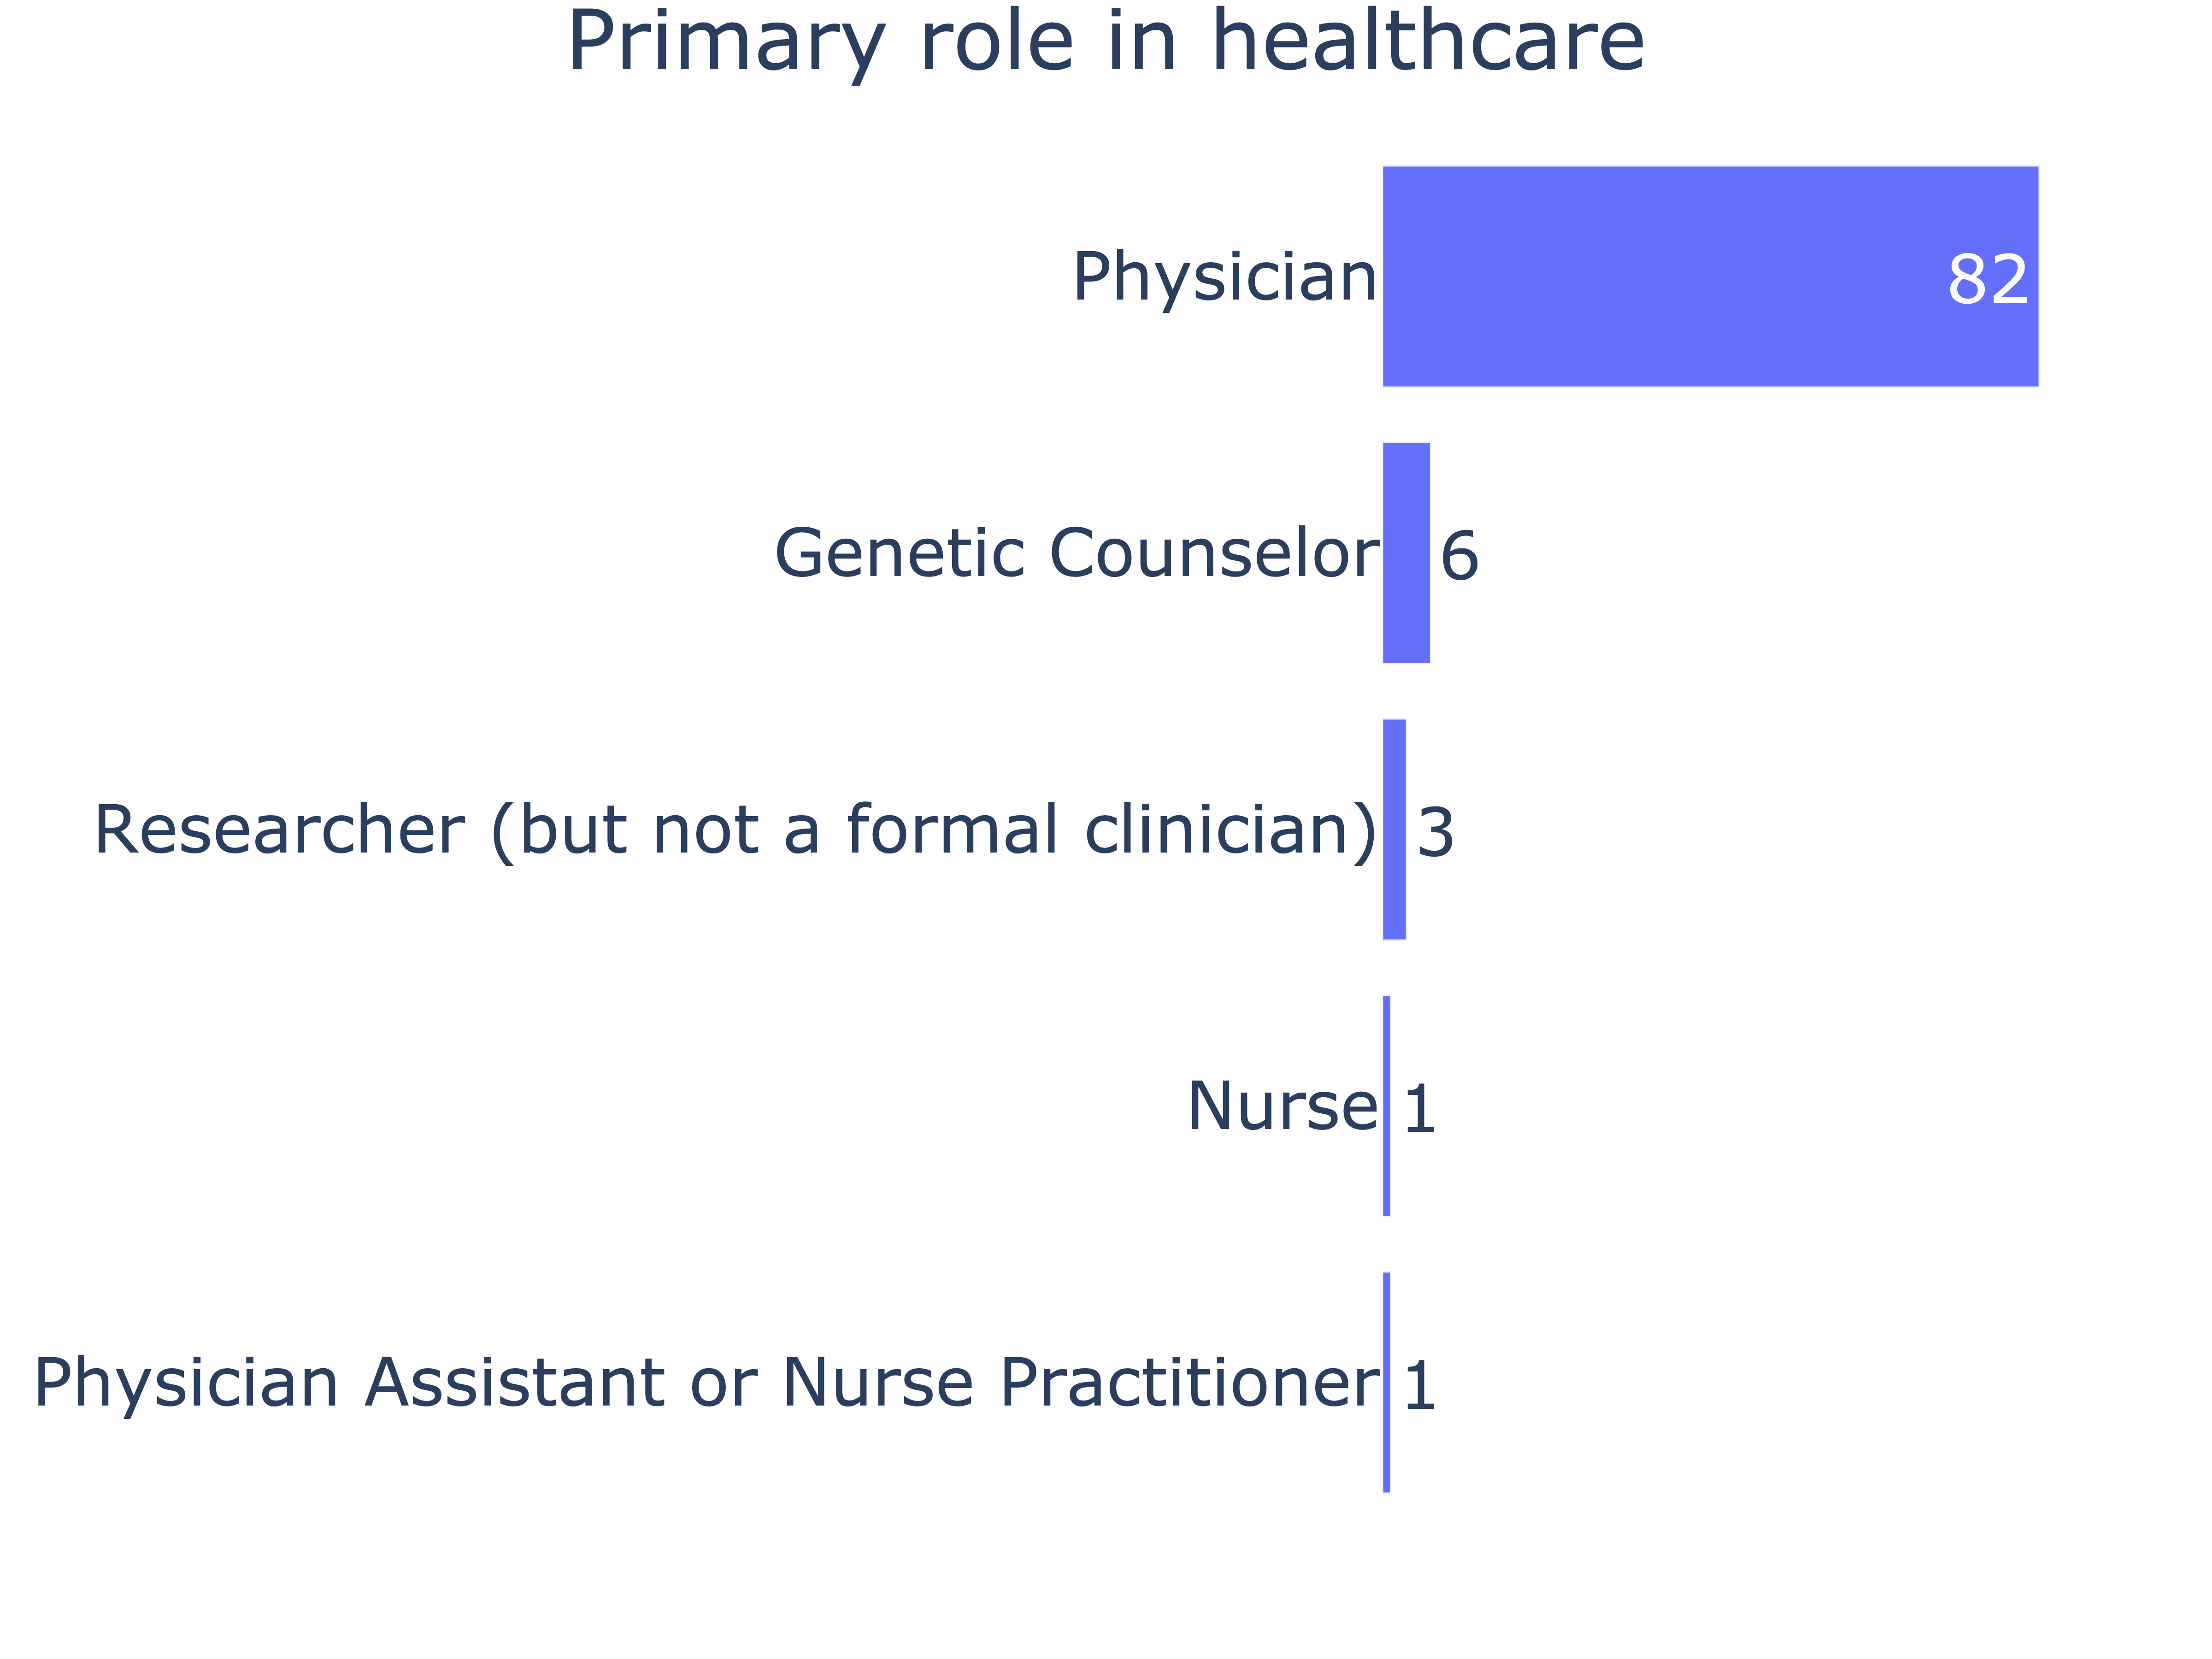 Primary role in healthcare
Physician 82
Genetic Counselor 6
Researcher (but not a formal clinician) 3
Nurse 1
Physician Assistant or Nurse Practitioner 1